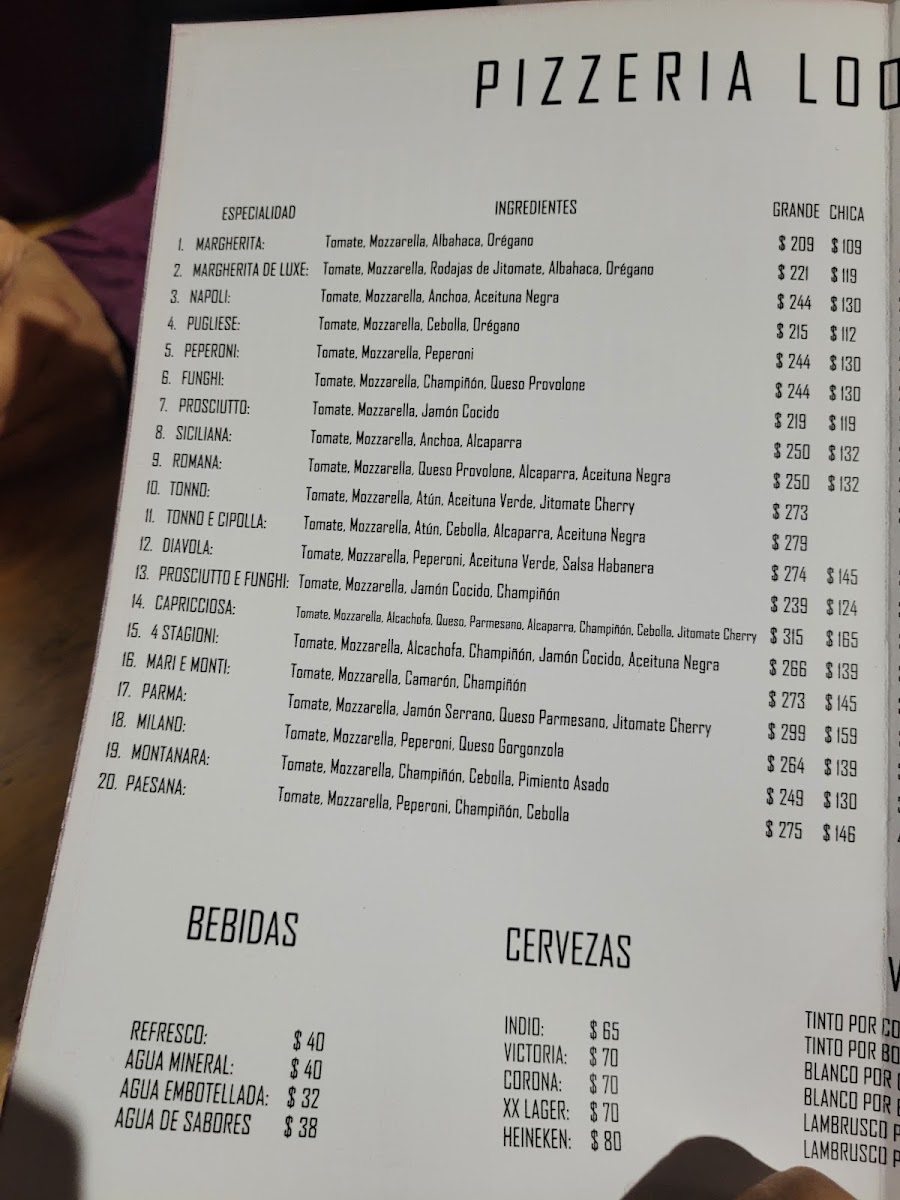 PIZZERIA
ESPECIALIDAD INGREDIENTES GRANDE CHICA
1. MARGHERITA: Tomate, Mozzarella, Albahaca, Orégano $ 209 $ 109
2. MARGHERITA DE LUXE: Tomate, Mozzarella, Rodajas de Jitomate, Albahaca, Orégano $ 221 $ 119
3. NAPOLI: Tomate, Mozzarella, Anchoa, Aceituna Negra $ 244 $ 130
4. PUGLIESE: Tomate, Mozzarella, Cebolla, Orégano $ 215 $ 112
5. PEPERONI: Tomate, Mozzarella, Peperoni $ 244 $ 130
6. FUNGHI: Tomate, Mozzarella, Champiñón, Queso Provolone $ 244 $ 130
7. PROSCIUTTO: Tomate, Mozzarella, Jamón Cocido $ 219 $ 119
8. SICILIANA: Tomate, Mozzarella, Anchoa, Alcaparra $ 250 $ 132
9. ROMANA: Tomate, Mozzarella, Queso Provolone, Alcaparra, Aceituna Negra $ 250 $ 132
10. TONNO: Tomate, Mozzarella, Atún, Aceituna Verde, Jitomate Cherry $ 273
11. TONNO E CIPOLLA: Tomate, Mozzarella, Atún, Cebolla, Alcaparra, Aceituna Negra $ 279
12. DIAVOLA: Tomate, Mozzarella, Peperoni, Aceituna Verde, Salsa Habanera $ 274 $ 145
13. PROSCIUTTO E FUNGHI: Tomate, Mozzarella, Jamón Cocido, Champiñón $ 239 $ 124
14. CAPRICCIOSA: Tomate, Mozzarella, Alcachofa, Queso, Parmesano, Alcaparra, Champiñón, Cebolla, Jitomate Cherry $ 315 $ 165
15. 4 STAGIONI: Tomate, Mozzarella, Alcachofa, Champiñón, Jamón Cocido, Aceituna Negra $ 266 $ 139
16. MARI E MONTI: Tomate, Mozzarella, Camarón, Champiñón $ 273 $ 145
17. PARMA: Tomate, Mozzarella, Jamón Serrano, Queso Parmesano, Jitomate Cherry $ 299 $ 159
18. MILANO: Tomate, Mozzarella, Peperoni, Queso Gorgonzola $ 264 $ 139
19. MONTANARA: Tomate, Mozzarella, Champiñón, Cebolla, Pimiento Asado $ 249 $ 130
20. PAESANA: Tomate, Mozzarella, Peperoni, Champiñón, Cebolla $ 275 $ 146
BEBIDAS
REFRESCO: $ 40
AGUA MINERAL: $ 40
AGUA EMBOTELLADA: $ 32
AGUA DE SABORES $ 38
CERVEZAS
INDIO: $ 65
VICTORIA: $ 70
CORONA: $ 70
XX LAGER: $ 70
HEINEKEN: $ 80
TINTO POR
TINTO POR
BLANCO POR
BLANCO POR
LAMBRUSCO
LAMBRUSCO